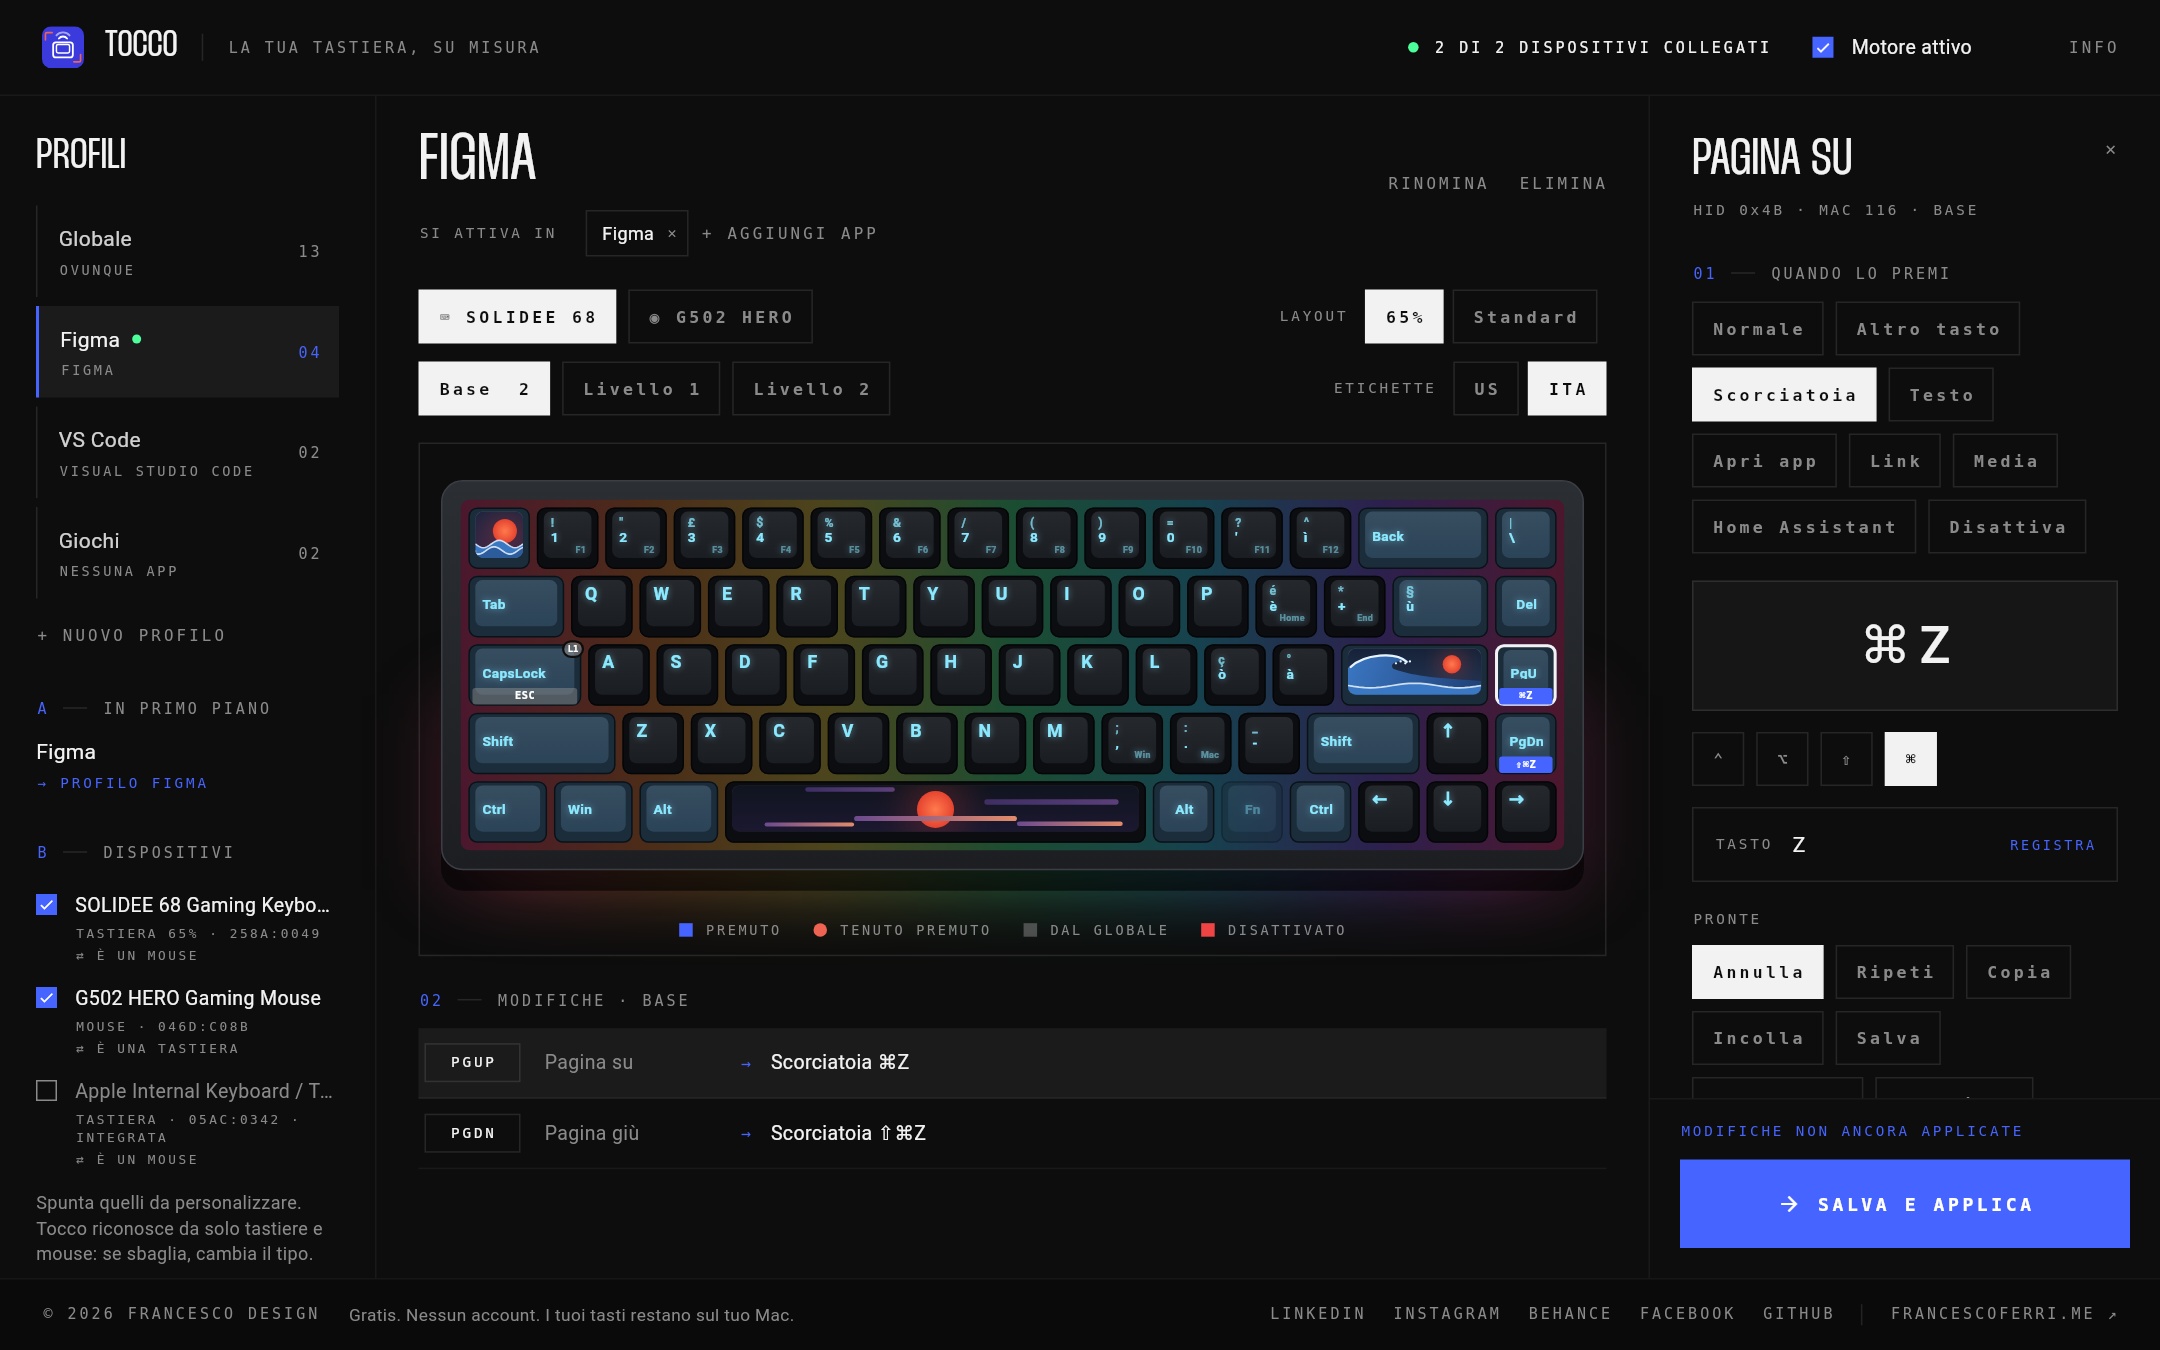 TOCCO
LA TUA TASTIERA, SU MISURA
2 DI 2 DISPOSITIVI COLLEGATI
Motore attivo
INFO
PROFILI
Globale
OVUNQUE
13
Figma
FIGMA
04
VS Code
VISUAL STUDIO CODE
02
Giochi
NESSUNA APP
02
+ NUOVO PROFILO
A — IN PRIMO PIANO
Figma
→ PROFILO FIGMA
B — DISPOSITIVI
SOLIDEE 68 Gaming Keybo…
TASTIERA 65% · 258A:0049
⇄ È UN MOUSE
G502 HERO Gaming Mouse
MOUSE · 046D:C08B
⇄ È UNA TASTIERA
Apple Internal Keyboard / T…
TASTIERA · 05AC:0342 ·
INTEGRATA
⇄ È UN MOUSE
Spunta quelli da personalizzare.
Tocco riconosce da solo tastiere e
mouse: se sbaglia, cambia il tipo.
FIGMA
RINOMINA ELIMINA
SI ATTIVA IN Figma × + AGGIUNGI APP
⌨ SOLIDEE 68 ◉ G502 HERO
LAYOUT 65% Standard
Base 2 Livello 1 Livello 2
ETICHETTE US ITA
! 1 F1 " 2 F2 £ 3 F3 $ 4 F4 % 5 F5 & 6 F6 / 7 F7 ( 8 F8 ) 9 F9 = 0 F10 ? ' F11 ^ ì F12 Back | \
Tab Q W E R T Y U I O P é è Home * + End § ù Del
CapsLock L1 ESC A S D F G H J K L ç ò ° à PgU ⌘Z
Shift Z X C V B N M ; , Win : . Mac _ - Shift ↑ PgDn ⇧⌘Z
Ctrl Win Alt Alt Fn Ctrl ← ↓ →
PREMUTO TENUTO PREMUTO DAL GLOBALE DISATTIVATO
02 — MODIFICHE · BASE
PGUP Pagina su → Scorciatoia ⌘Z
PGDN Pagina giù → Scorciatoia ⇧⌘Z
PAGINA SU ×
HID 0x4B · MAC 116 · BASE
01 — QUANDO LO PREMI
Normale Altro tasto
Scorciatoia Testo
Apri app Link Media
Home Assistant Disattiva
⌘Z
⌃ ⌥ ⇧ ⌘
TASTO Z REGISTRA
PRONTE
Annulla Ripeti Copia
Incolla Salva
MODIFICHE NON ANCORA APPLICATE
→ SALVA E APPLICA
© 2026 FRANCESCO DESIGN
Gratis. Nessun account. I tuoi tasti restano sul tuo Mac.
LINKEDIN INSTAGRAM BEHANCE FACEBOOK GITHUB FRANCESCOFERRI.ME ↗